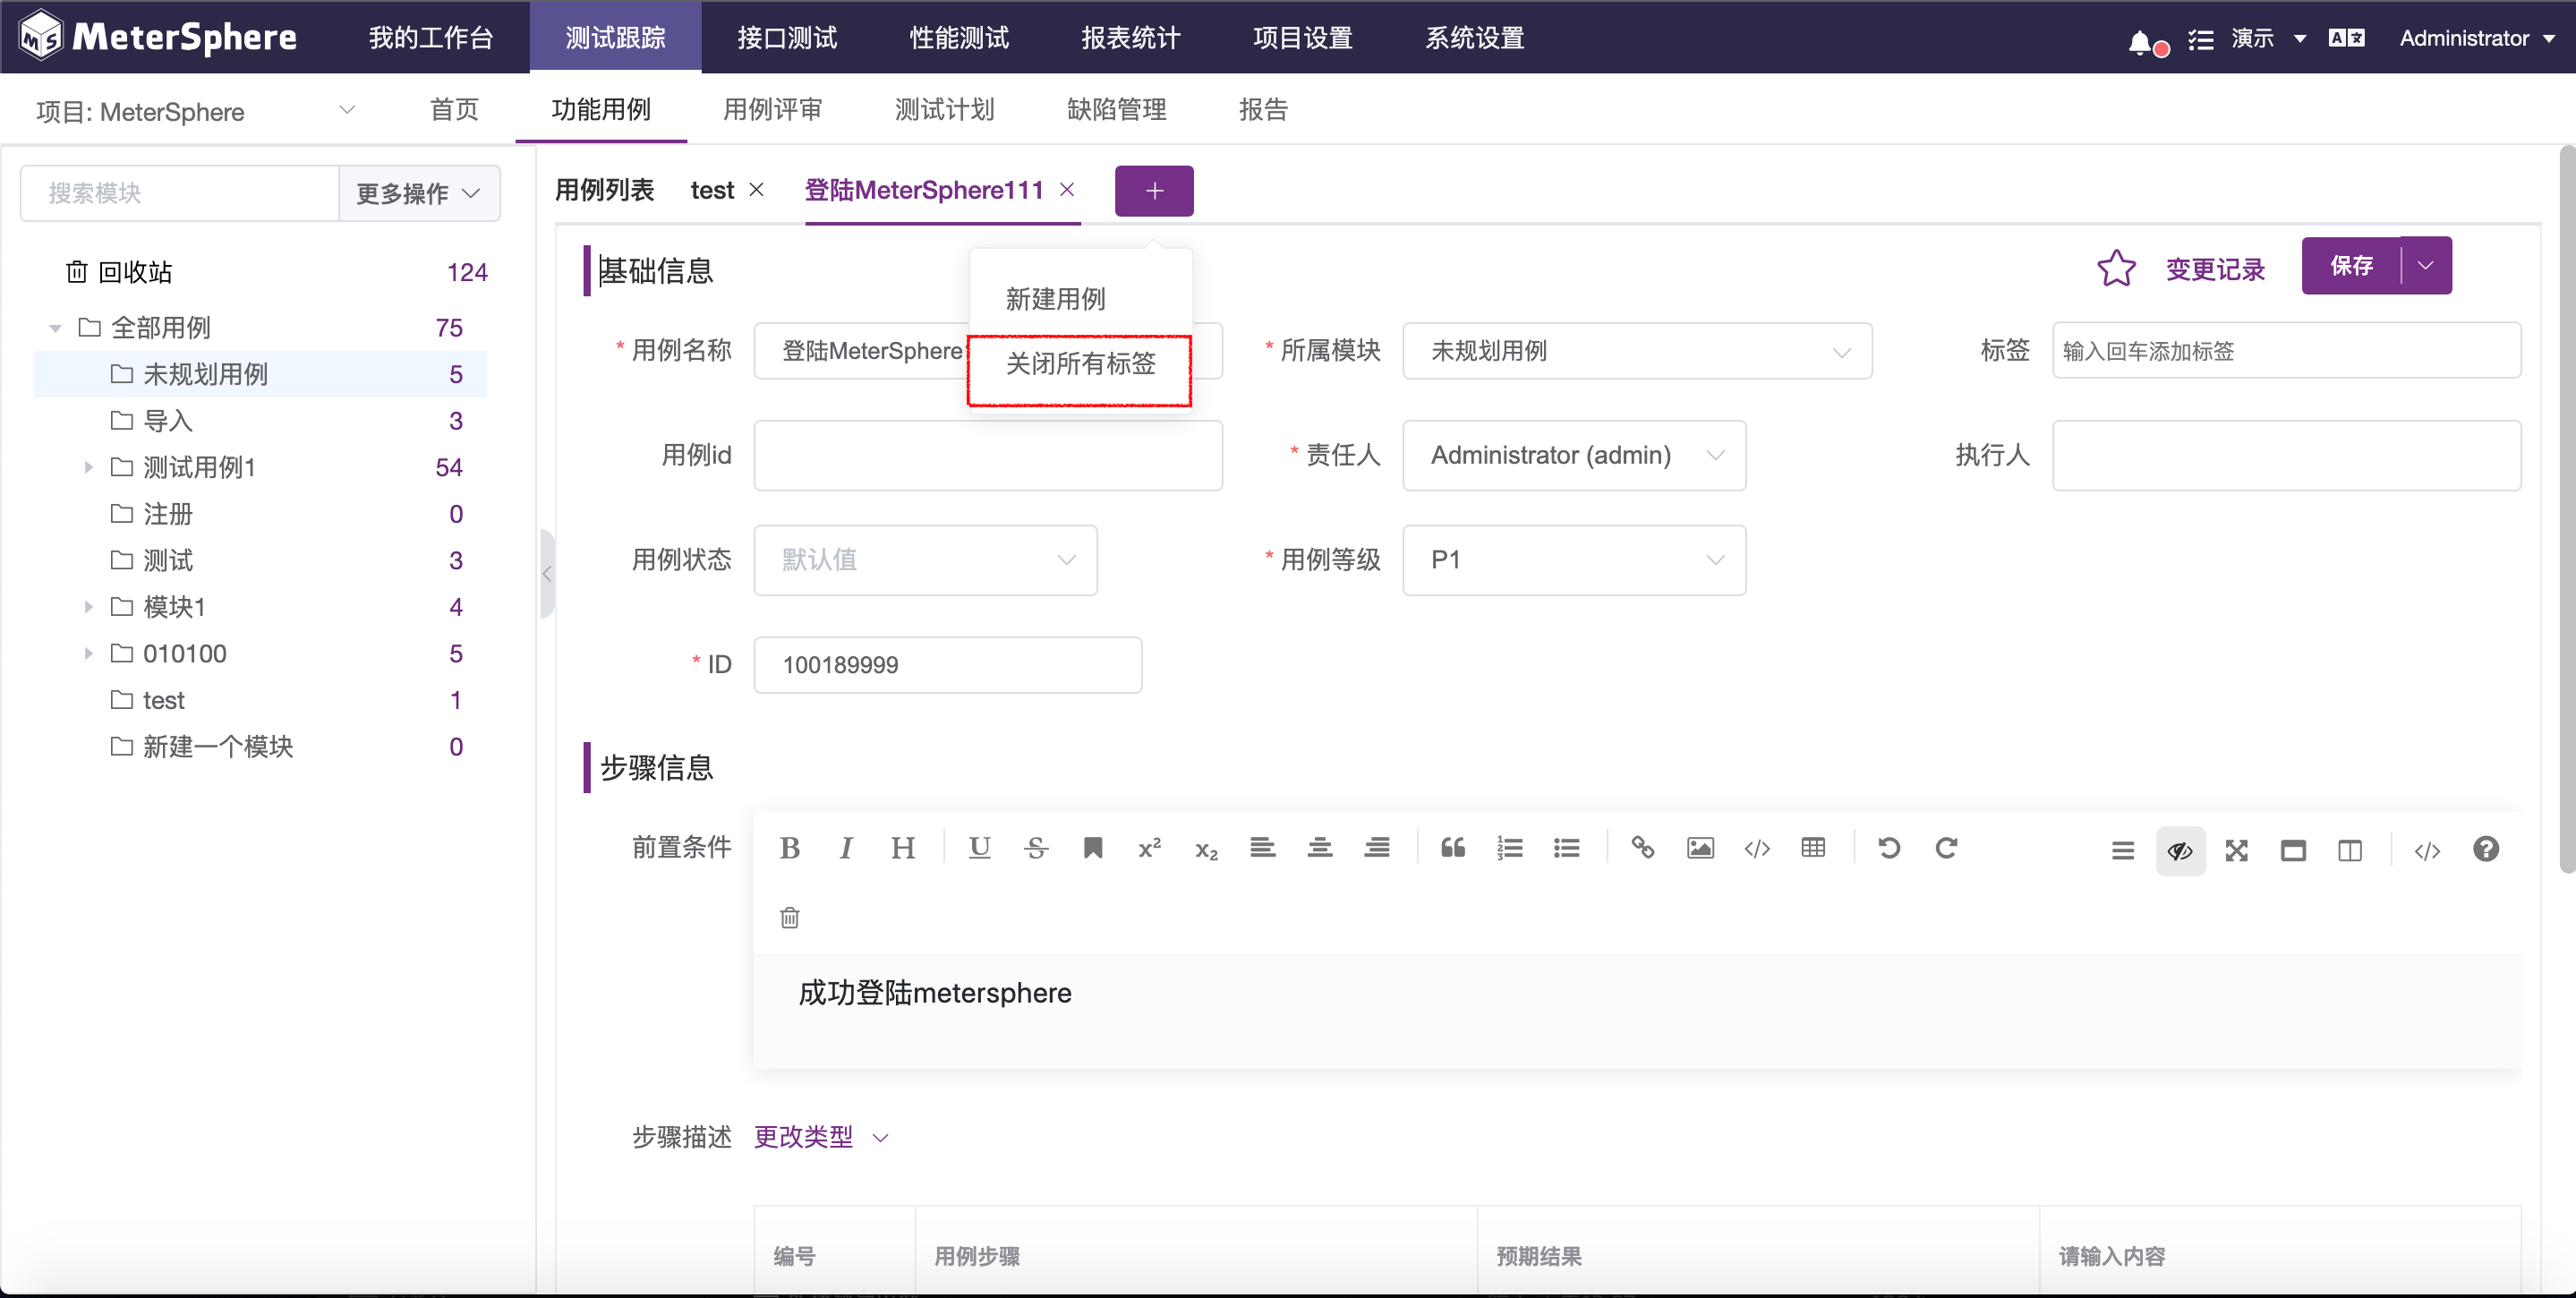 MeterSphere 我的工作台 测试跟踪 接口测试 性能测试 报表统计 项目设置 系统设置 演示 Administrator
项目: MeterSphere 首页 功能用例 用例评审 测试计划 缺陷管理 报告
搜索模块 更多操作
回收站 124
全部用例 75
未规划用例 5
导入 3
测试用例1 54
注册 0
测试 3
模块1 4
010100 5
test 1
新建一个模块 0
用例列表 test 登陆MeterSphere111
新建用例
关闭所有标签
基础信息 变更记录 保存
* 用例名称 登陆MeterSphere * 所属模块 未规划用例 标签 输入回车添加标签
用例id * 责任人 Administrator (admin) 执行人
用例状态 默认值 * 用例等级 P1
* ID 100189999
步骤信息
前置条件
成功登陆metersphere
步骤描述 更改类型
编号 用例步骤 预期结果 请输入内容